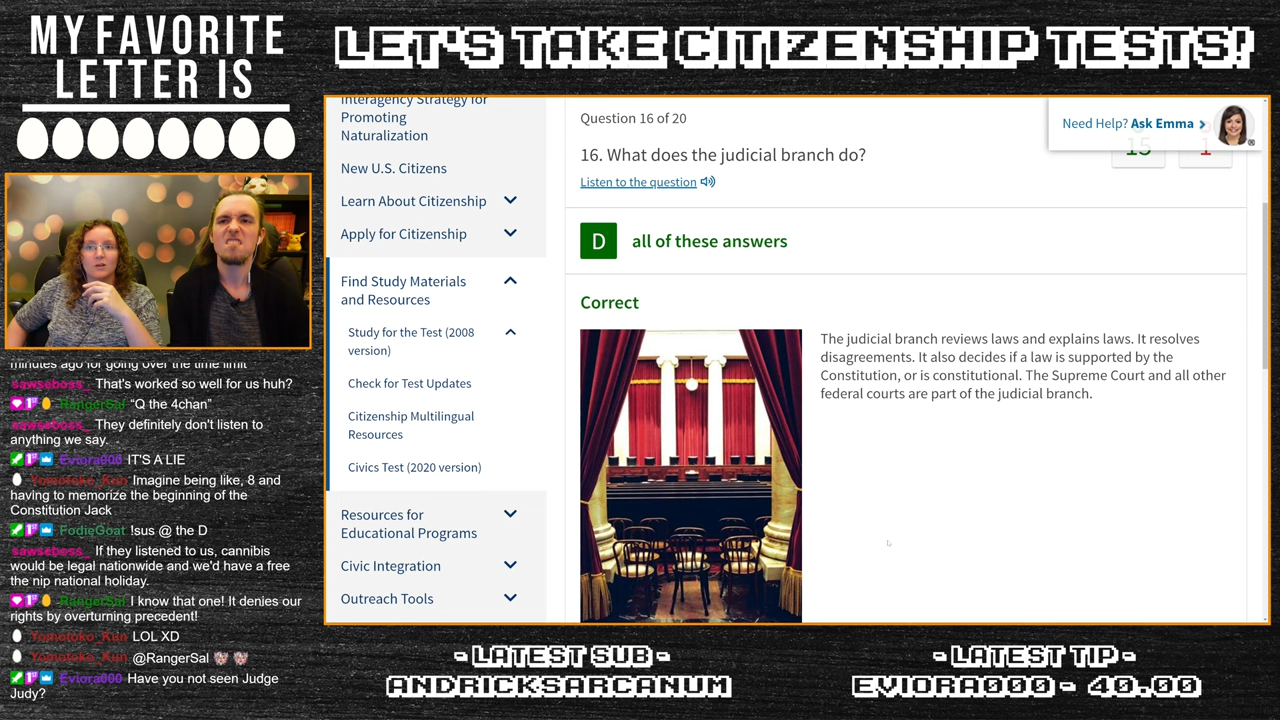 MY FAVORITE
LETTER IS
LET'S TAKE CITIZENSHIP TESTS!
Interagency Strategy for
Promoting
Naturalization
New U.S. Citizens
Learn About Citizenship
Apply for Citizenship
Find Study Materials
and Resources
Study for the Test (2008
version)
Check for Test Updates
Citizenship Multilingual
Resources
Civics Test (2020 version)
Resources for
Educational Programs
Civic Integration
Outreach Tools
Question 16 of 20
Need Help? Ask Emma
15
1
16. What does the judicial branch do?
Listen to the question
D all of these answers
Correct
The judicial branch reviews laws and explains laws. It resolves
disagreements. It also decides if a law is supported by the
Constitution, or is constitutional. The Supreme Court and all other
federal courts are part of the judicial branch.
minutes ago for going over the time limit
sawseboss_ That's worked so well for us huh?
RangerSal "Q the 4chan"
sawseboss_ They definitely don't listen to
anything we say.
Eviora000 IT'S A LIE
Yomotoko_Kun Imagine being like, 8 and
having to memorize the beginning of the
Constitution Jack
FodieGoat !sus @ the D
sawseboss_ If they listened to us, cannibis
would be legal nationwide and we'd have a free
the nip national holiday.
RangerSal I know that one! It denies our
rights by overturning precedent!
Yomotoko_Kun LOL XD
Yomotoko_Kun @RangerSal
Eviora000 Have you not seen Judge
Judy?
- LATEST SUB -
ANDRICKSARCANUM
- LATEST TIP -
EVIORA000 - 40.00